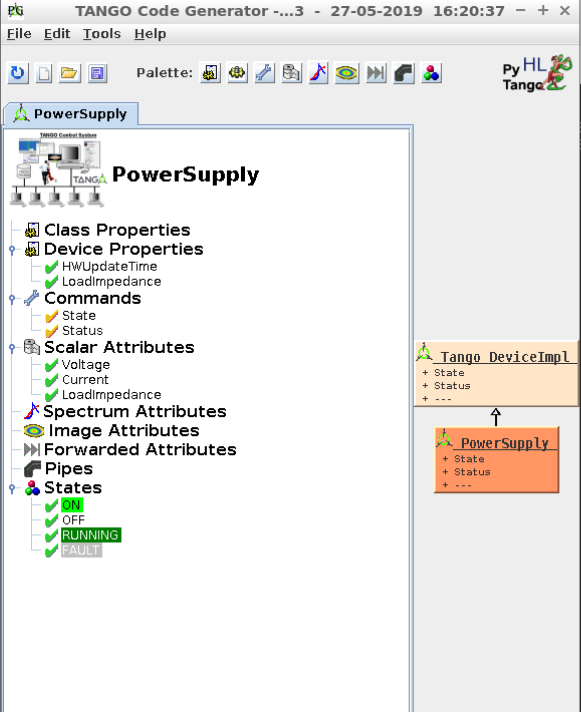 TANGO Code Generator -...3 - 27-05-2019 16:20:37
File Edit Tools Help
Palette:
Py HL
Tango
PowerSupply
TANGO Control System
TANGO
PowerSupply
Class Properties
Device Properties
HWUpdateTime
LoadImpedance
Commands
State
Status
Scalar Attributes
Voltage
Current
LoadImpedance
Spectrum Attributes
Image Attributes
Forwarded Attributes
Pipes
States
ON
OFF
RUNNING
FAULT
Tango DeviceImpl
+ State
+ Status
+ ---
PowerSupply
+ State
+ Status
+ ---